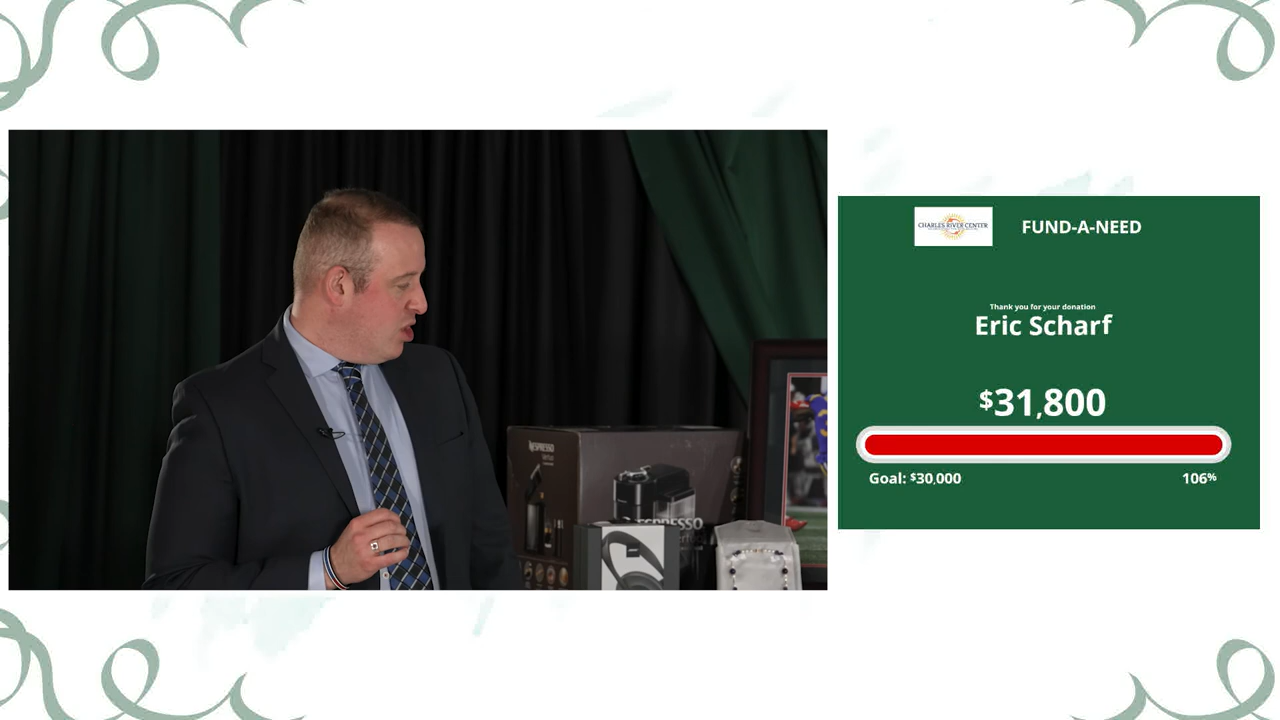 CHARLES RIVER CENTER
FUND-A-NEED
Thank you for your donation
Eric Scharf
$31,800
Goal: $30,000
106%
NESPRESSO